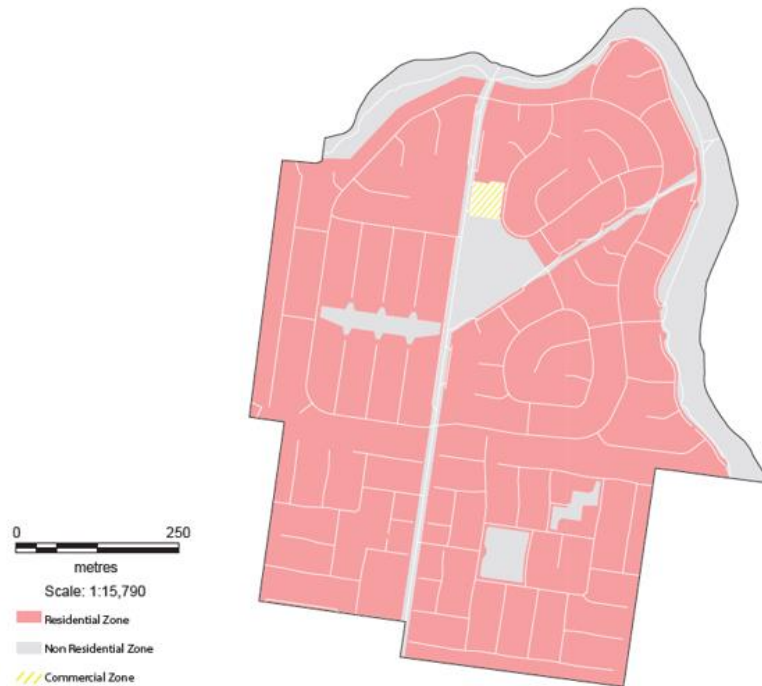 0 250
metres
Scale: 1:15,790
Residential Zone
Non Residential Zone
Commercial Zone